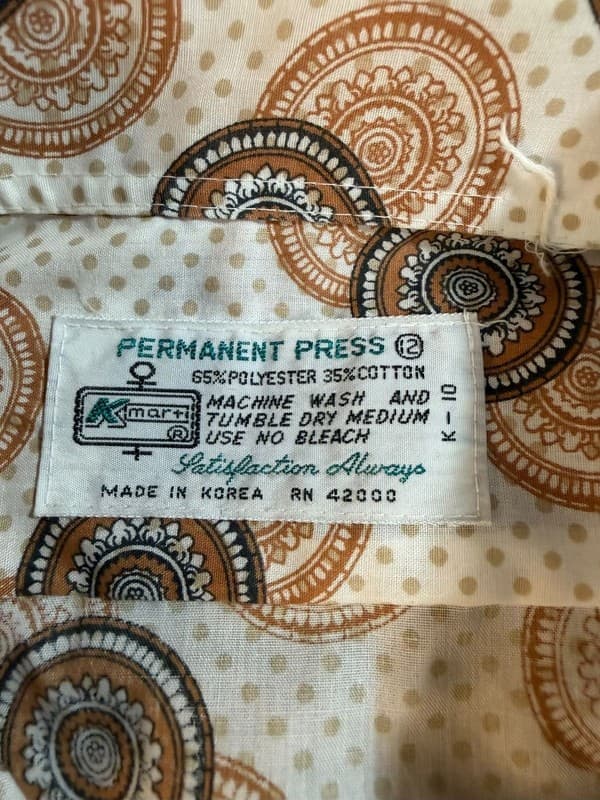 PERMANENT PRESS 12
65%POLYESTER 35%COTTON
K mart ®
MACHINE WASH AND
TUMBLE DRY MEDIUM
USE NO BLEACH
K-10
Satisfaction Always
MADE IN KOREA RN 42000